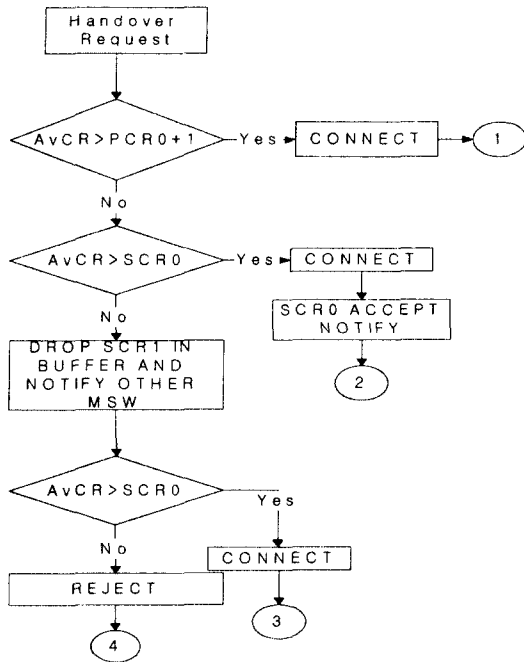 Handover
Request
AvCR>PCR0+1
Yes
CONNECT
1
No
AvCR>SCR0
Yes
CONNECT
No
SCR0 ACCEPT
NOTIFY
2
DROP SCR1 IN
BUFFER AND
NOTIFY OTHER
MSW
AvCR>SCR0
Yes
No
CONNECT
REJECT
3
4